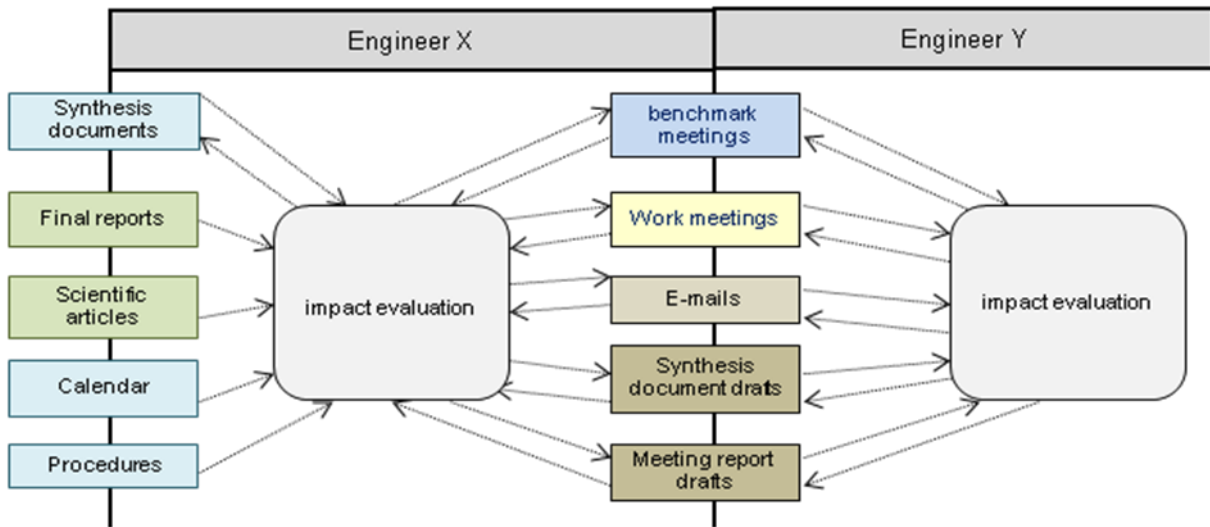 Engineer X
Engineer Y
Synthesis
documents
benchmark
meetings
Final reports
Work meetings
Scientific
articles
impact evaluation
E-mails
impact evaluation
Calendar
Synthesis
document drafts
Procedures
Meeting report
drafts